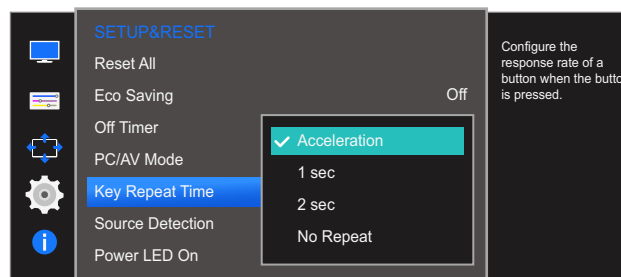 SETUP&RESET
Reset All
Eco Saving Off
Off Timer
PC/AV Mode
Key Repeat Time
Source Detection
Power LED On
Acceleration
1 sec
2 sec
No Repeat
Configure the
response rate of a
button when the butto
is pressed.